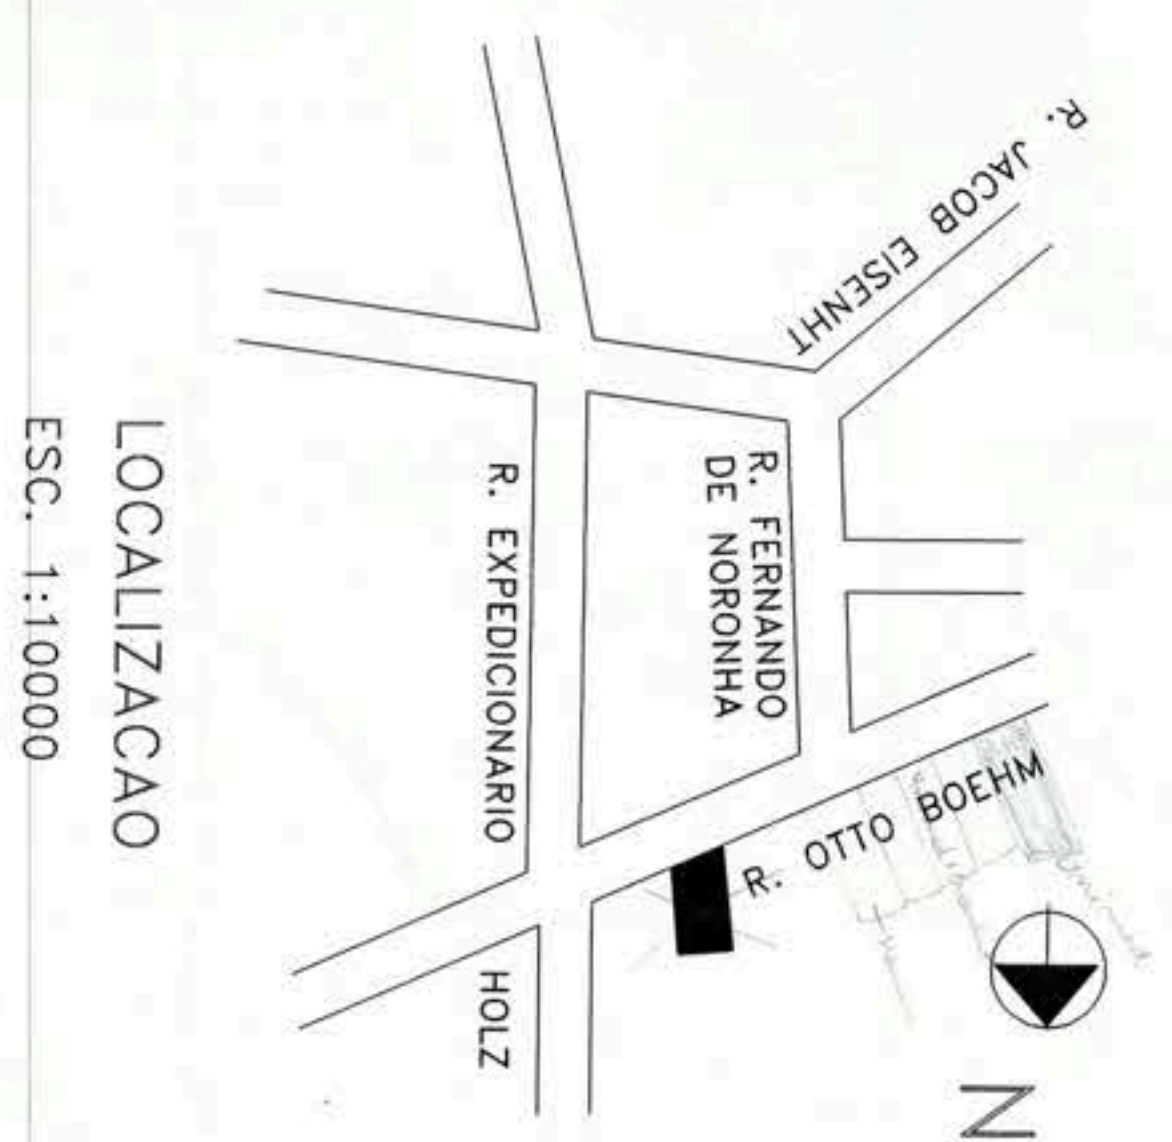 R. JACOB EISENHT
R. FERNANDO
DE NORONHA
R. EXPEDICIONARIO
HOLZ
R. OTTO BOEHM
N
LOCALIZACAO
ESC. 1:10000